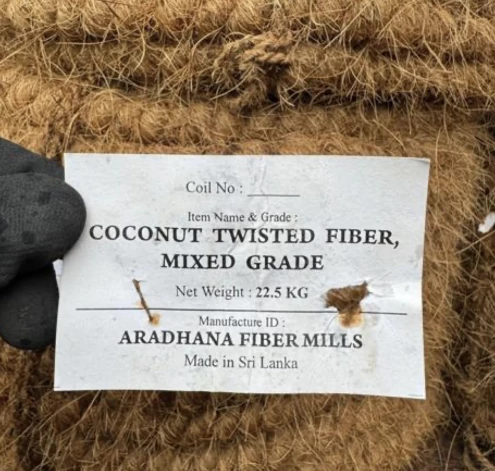 Coil No : ______
Item Name & Grade :
COCONUT TWISTED FIBER,
MIXED GRADE
Net Weight : 22.5 KG
Manufacture ID :
ARADHANA FIBER MILLS
Made in Sri Lanka